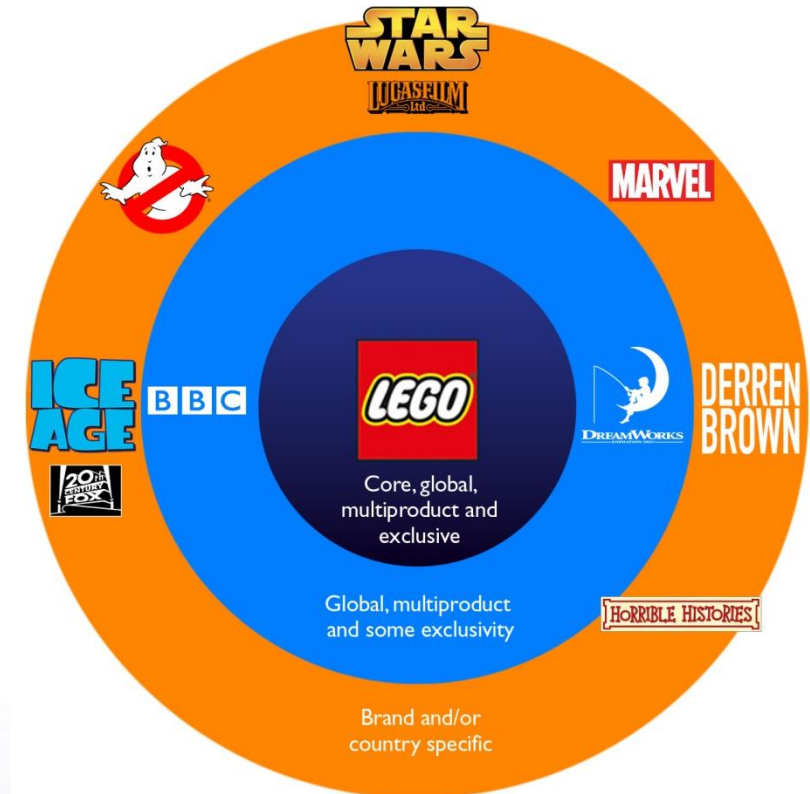 STAR
WARS
LUCASFILM
Ltd
MARVEL
ICE
AGE
20th
CENTURY
FOX
BBC
LEGO
DREAMWORKS
DERREN
BROWN
Core, global,
multiproduct and
exclusive
Global, multiproduct
and some exclusivity
HORRIBLE HISTORIES
Brand and/or
country specific